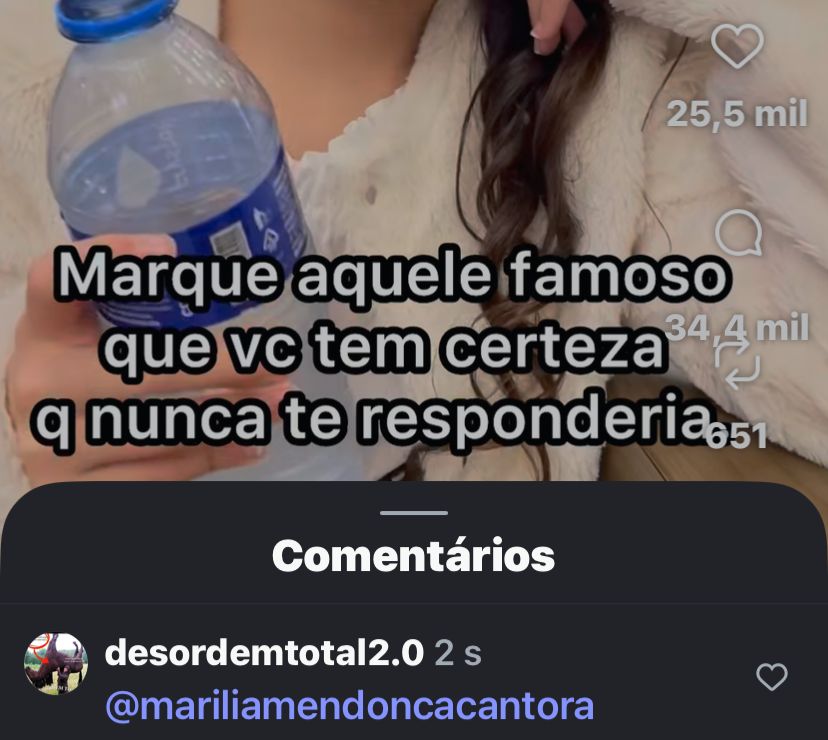 25,5 mil
Marque aquele famoso
que vc tem certeza
34,4 mil
q nunca te responderia
651
Comentários
desordemtotal2.0 2 s
@mariliamendoncacantora